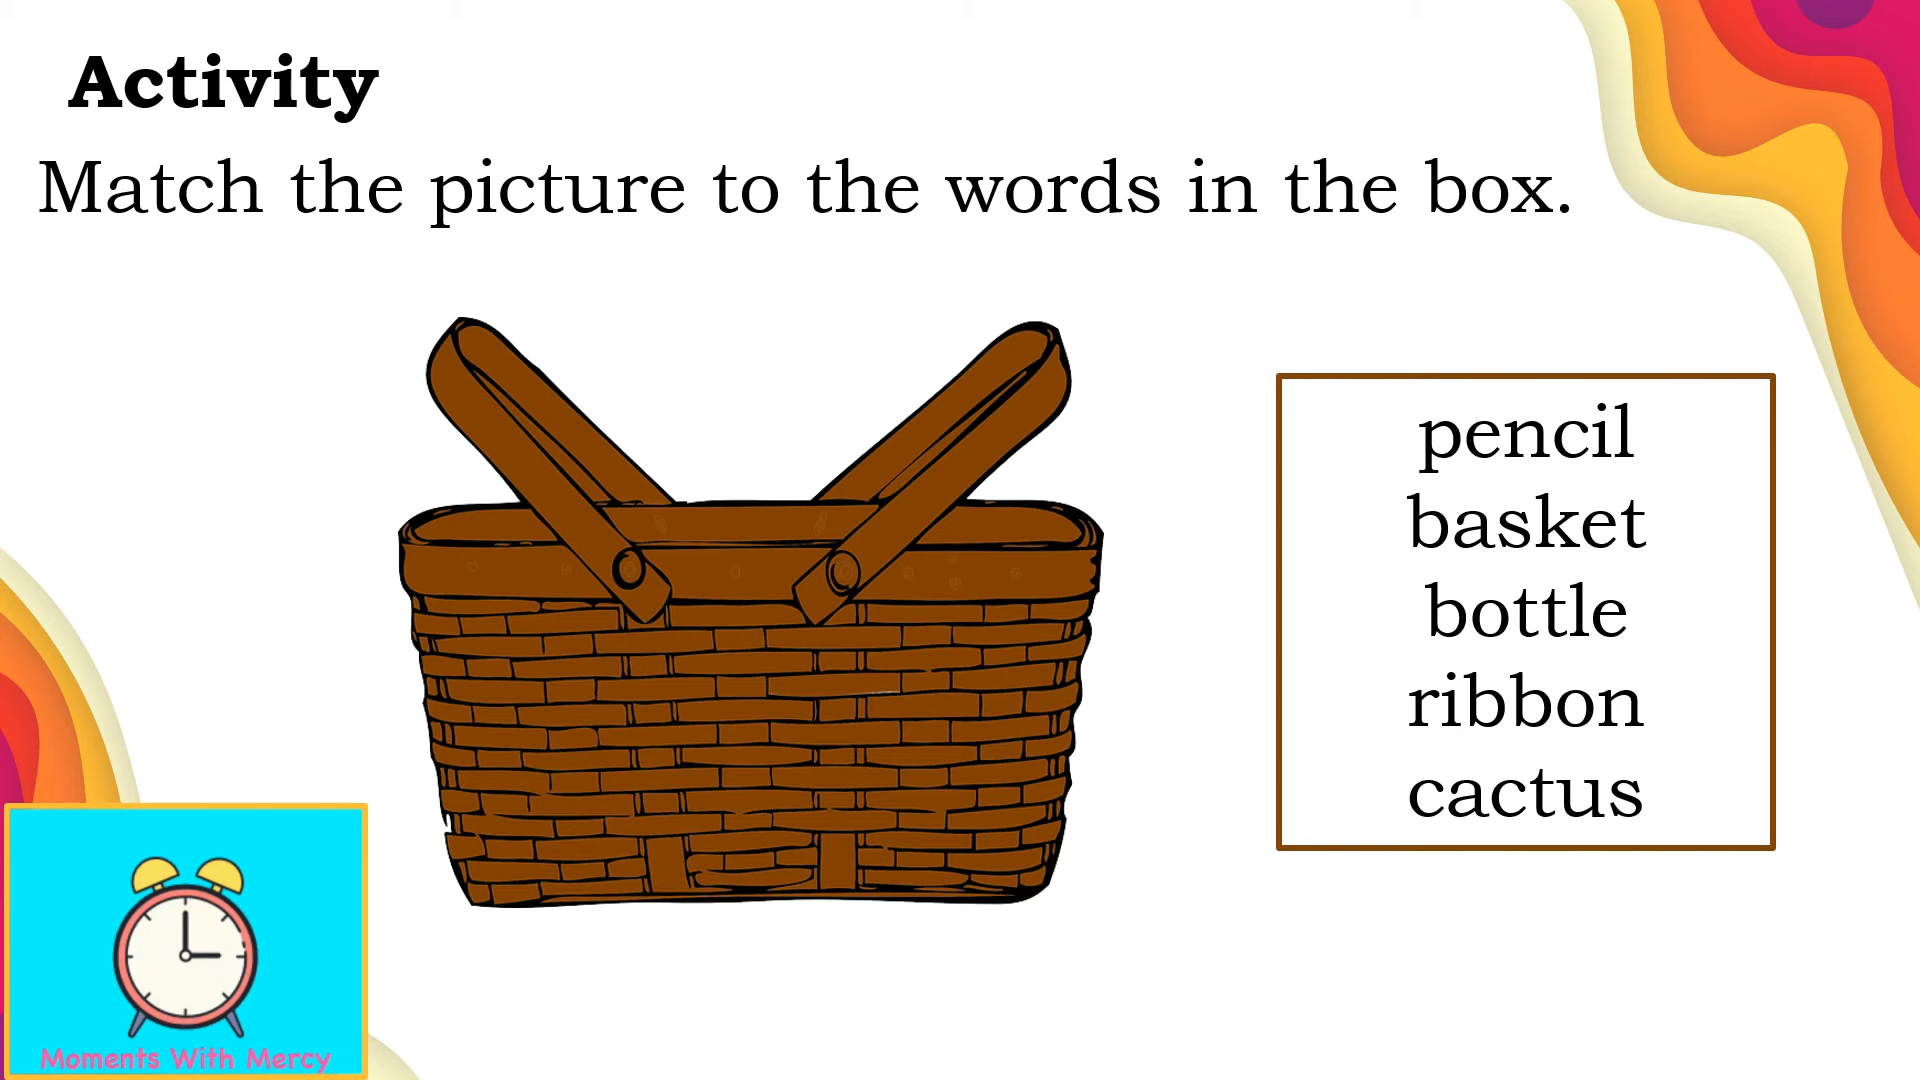 Activity
Match the picture to the words in the box.
pencil
basket
bottle
ribbon
cactus
Moments With Mercy